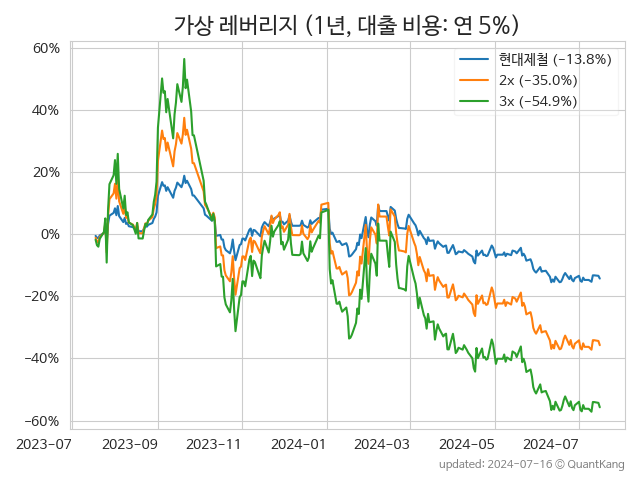 가상 레버리지 (1년, 대출 비용: 연 5%)
현대제철 (−13.8%)
2x (−35.0%)
3x (−54.9%)
60%
40%
20%
0%
−20%
−40%
−60%
2023-07 2023-09 2023-11 2024-01 2024-03 2024-05 2024-07
updated: 2024-07-16 © QuantKang